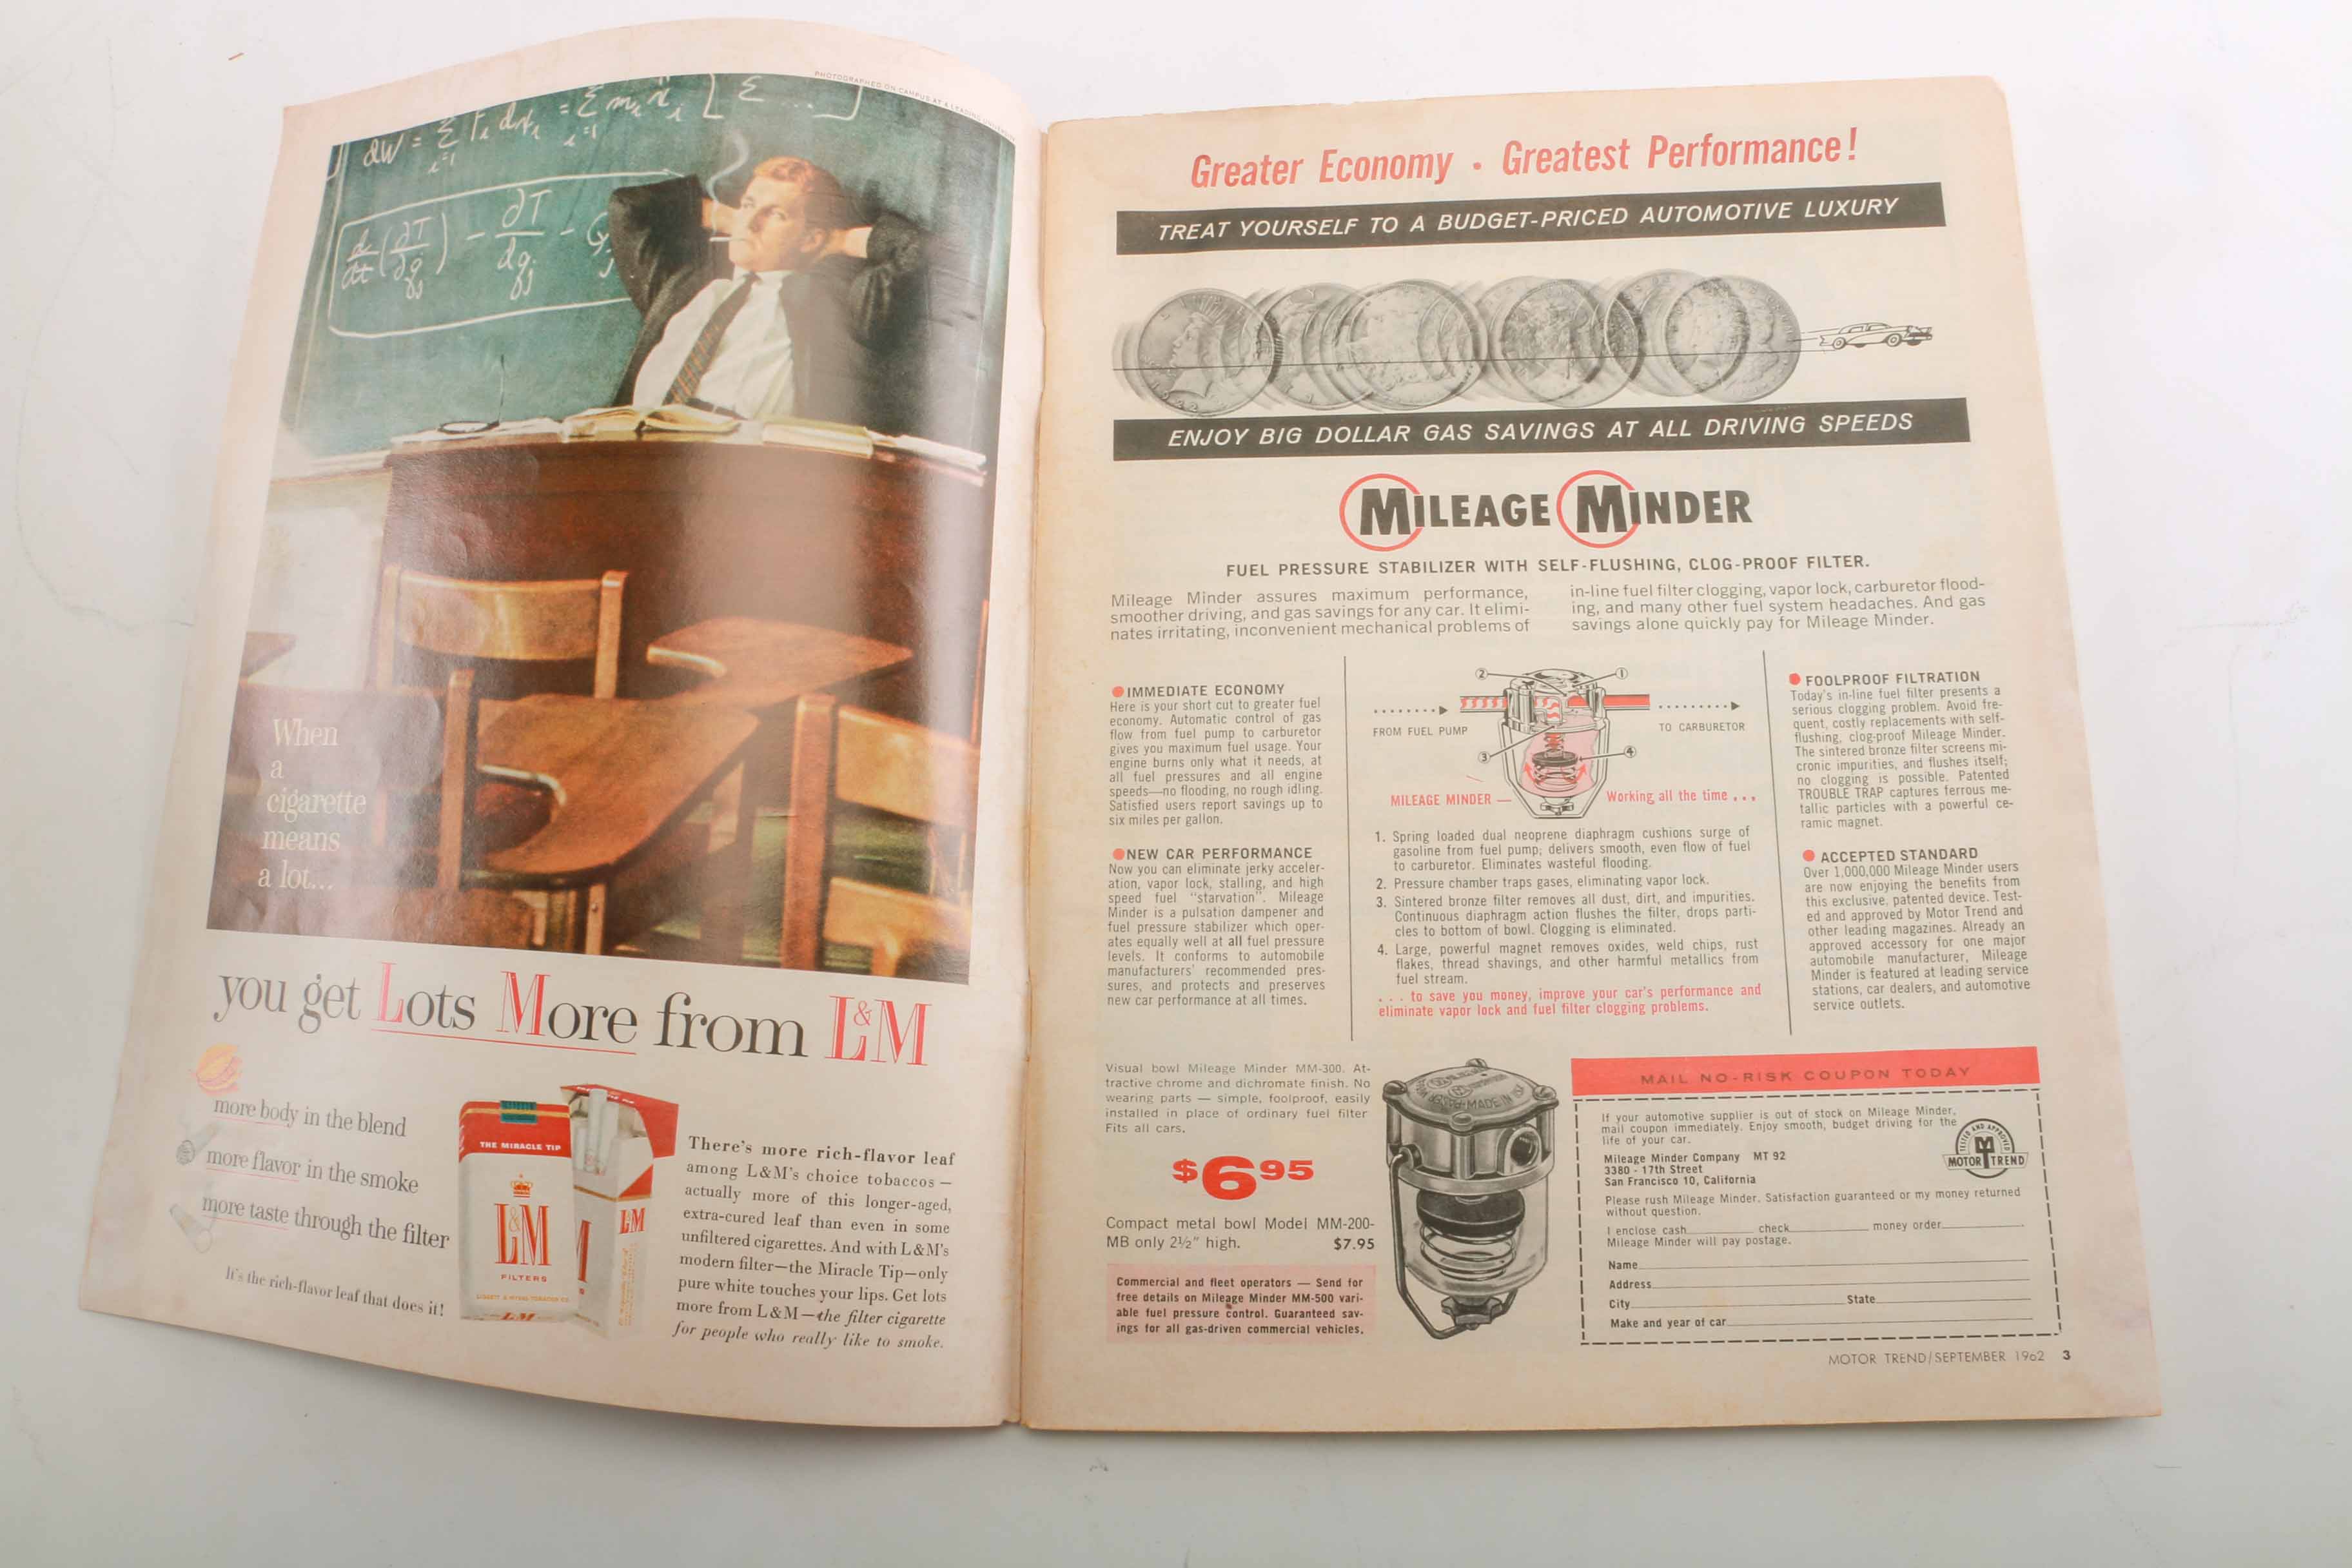 PHOTOGRAPHED ON CAMPUS AT A LEADING UNIVERSITY
When
a
cigarette
means
a lot...
you get Lots More from L&M
more body in the blend
more flavor in the smoke
more taste through the filter
It's the rich-flavor leaf that does it!
THE MIRACLE TIP
L&M
FILTERS
LIGGETT & MYERS TOBACCO CO.
L&M
There's more rich-flavor leaf
among L&M's choice tobaccos —
actually more of this longer-aged,
extra-cured leaf than even in some
unfiltered cigarettes. And with L&M's
modern filter—the Miracle Tip—only
pure white touches your lips. Get lots
more from L&M—the filter cigarette
for people who really like to smoke.
Greater Economy • Greatest Performance!
TREAT YOURSELF TO A BUDGET-PRICED AUTOMOTIVE LUXURY
ENJOY BIG DOLLAR GAS SAVINGS AT ALL DRIVING SPEEDS
MILEAGE MINDER
FUEL PRESSURE STABILIZER WITH SELF-FLUSHING, CLOG-PROOF FILTER.
Mileage Minder assures maximum performance,
smoother driving, and gas savings for any car. It elimi-
nates irritating, inconvenient mechanical problems of
in-line fuel filter clogging, vapor lock, carburetor flood-
ing, and many other fuel system headaches. And gas
savings alone quickly pay for Mileage Minder.
• IMMEDIATE ECONOMY
Here is your short cut to greater fuel
economy. Automatic control of gas
flow from fuel pump to carburetor
gives you maximum fuel usage. Your
engine burns only what it needs, at
all fuel pressures and all engine
speeds—no flooding, no rough idling.
Satisfied users report savings up to
six miles per gallon.
• NEW CAR PERFORMANCE
Now you can eliminate jerky acceler-
ation, vapor lock, stalling, and high
speed fuel "starvation". Mileage
Minder is a pulsation dampener and
fuel pressure stabilizer which oper-
ates equally well at all fuel pressure
levels. It conforms to automobile
manufacturers' recommended pres-
sures, and protects and preserves
new car performance at all times.
2 1
FROM FUEL PUMP TO CARBURETOR
3 4
MILEAGE MINDER — Working all the time . . .
1. Spring loaded dual neoprene diaphragm cushions surge of
gasoline from fuel pump; delivers smooth, even flow of fuel
to carburetor. Eliminates wasteful flooding.
2. Pressure chamber traps gases, eliminating vapor lock.
3. Sintered bronze filter removes all dust, dirt, and impurities.
Continuous diaphragm action flushes the filter, drops parti-
cles to bottom of bowl. Clogging is eliminated.
4. Large, powerful magnet removes oxides, weld chips, rust
flakes, thread shavings, and other harmful metallics from
fuel stream.
. . . to save you money, improve your car's performance and
eliminate vapor lock and fuel filter clogging problems.
• FOOLPROOF FILTRATION
Today's in-line fuel filter presents a
serious clogging problem. Avoid fre-
quent, costly replacements with self-
flushing, clog-proof Mileage Minder.
The sintered bronze filter screens mi-
cronic impurities, and flushes itself;
no clogging is possible. Patented
TROUBLE TRAP captures ferrous me-
tallic particles with a powerful ce-
ramic magnet.
• ACCEPTED STANDARD
Over 1,000,000 Mileage Minder users
are now enjoying the benefits from
this exclusive, patented device. Test-
ed and approved by Motor Trend and
other leading magazines. Already an
approved accessory for one major
automobile manufacturer, Mileage
Minder is featured at leading service
stations, car dealers, and automotive
service outlets.
Visual bowl Mileage Minder MM-300. At-
tractive chrome and dichromate finish. No
wearing parts — simple, foolproof, easily
installed in place of ordinary fuel filter
Fits all cars.
$6 95
Compact metal bowl Model MM-200-
MB only 2½" high. $7.95
Commercial and fleet operators — Send for
free details on Mileage Minder MM-500 vari-
able fuel pressure control. Guaranteed sav-
ings for all gas-driven commercial vehicles.
MADE IN USA
MAIL NO-RISK COUPON TODAY
If your automotive supplier is out of stock on Mileage Minder,
mail coupon immediately. Enjoy smooth, budget driving for the
life of your car.
TESTED AND APPROVED
MOTOR TREND
Mileage Minder Company MT 92
3380 - 17th Street
San Francisco 10, California
Please rush Mileage Minder. Satisfaction guaranteed or my money returned
without question.
I enclose cash check money order
Mileage Minder will pay postage.
Name
Address
City State
Make and year of car
MOTOR TREND/SEPTEMBER 1962 3